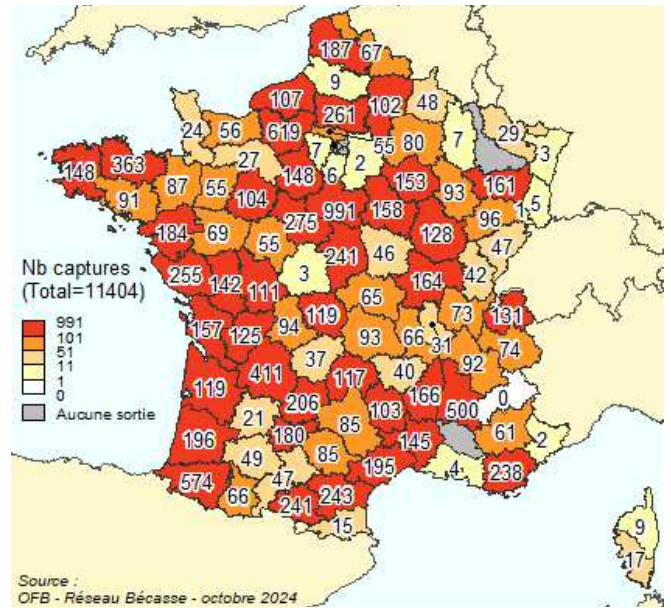 187 67
9
107 261 102 48
24 56 619 7 55 80 7 29 3
148 363 27 6 2
87 55 104 148 153 93 161 5
91 275 991 158 96 1
184 69 55 241 46 128 47
255 142 111 3 164 42
65
157 125 94 119 93 66 73 131
31
37 40 92 74
119 411 117 166 500 0
206 103
196 21 180 85 145 61 2
49 85 195 4 238
574 66 47 241 243
15
9
17
Nb captures
(Total=11404)
991
101
51
11
1
0
Aucune sortie
Source :
OFB - Réseau Bécasse - octobre 2024